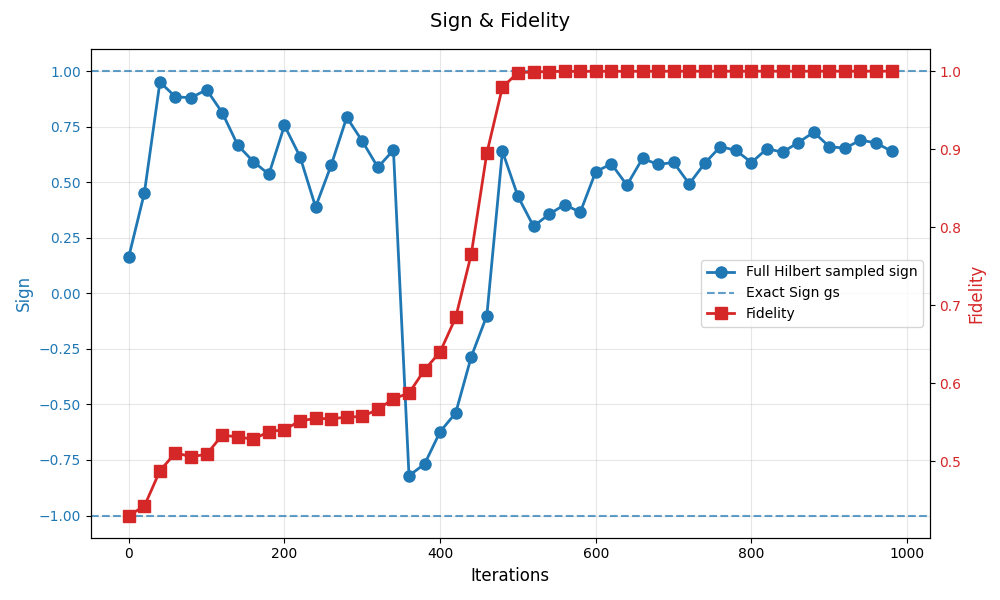 Sign & Fidelity
1.00
0.75
0.50
0.25
0.00
−0.25
−0.50
−0.75
−1.00
Sign
1.0
0.9
0.8
0.7
0.6
0.5
Fidelity
Full Hilbert sampled sign
Exact Sign gs
Fidelity
0 200 400 600 800 1000
Iterations